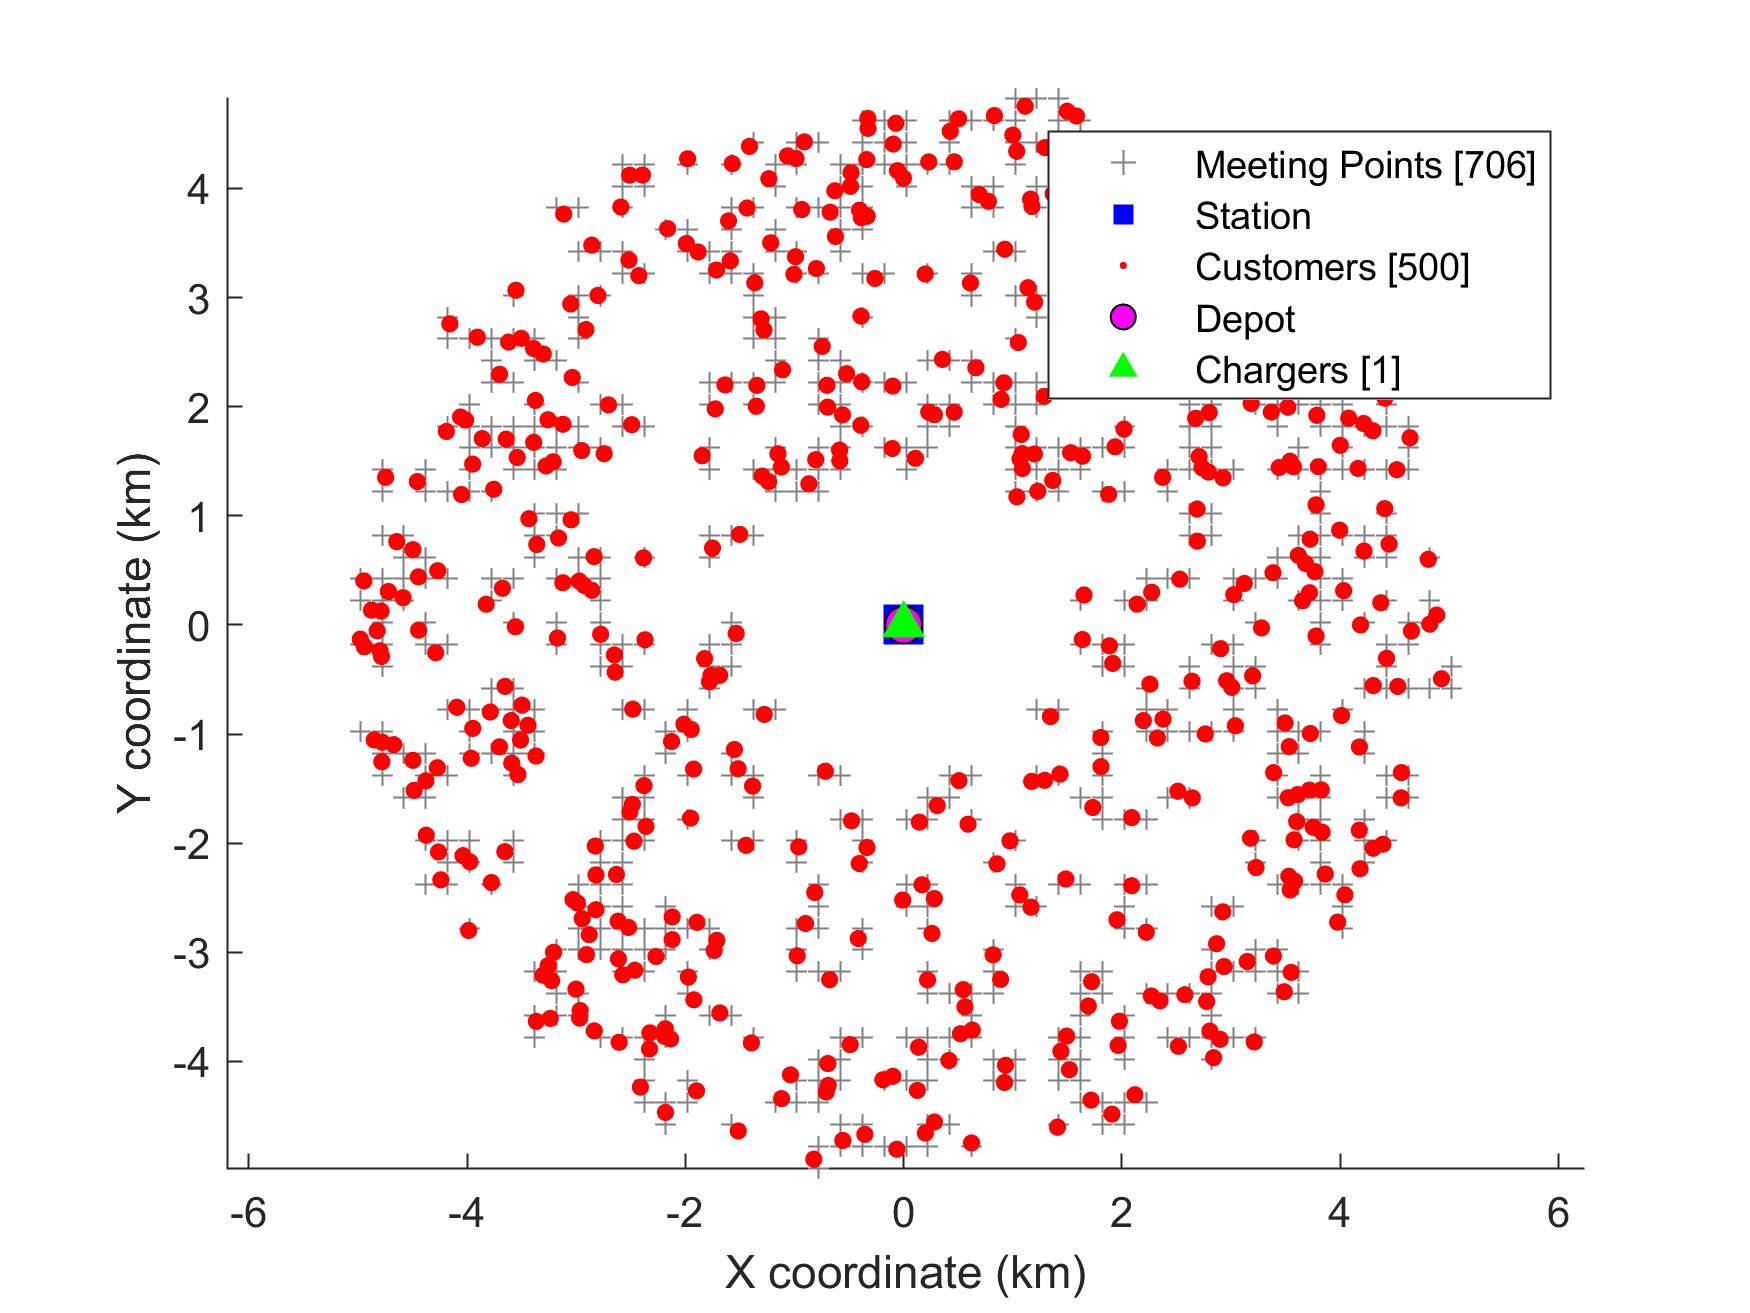 Meeting Points [706]
Station
Customers [500]
Depot
Chargers [1]
Y coordinate (km)
4
3
2
1
0
-1
-2
-3
-4
-6 -4 -2 0 2 4 6
X coordinate (km)